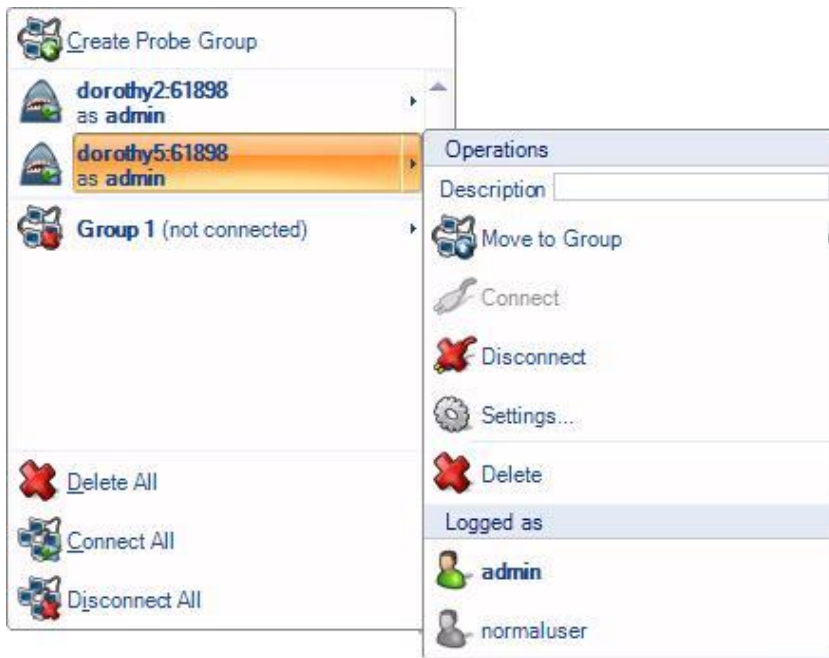 Create Probe Group
dorothy2:61898
as admin
dorothy5:61898
as admin
Group 1 (not connected)
Delete All
Connect All
Disconnect All
Operations
Description
Move to Group
Connect
Disconnect
Settings...
Delete
Logged as
admin
normaluser